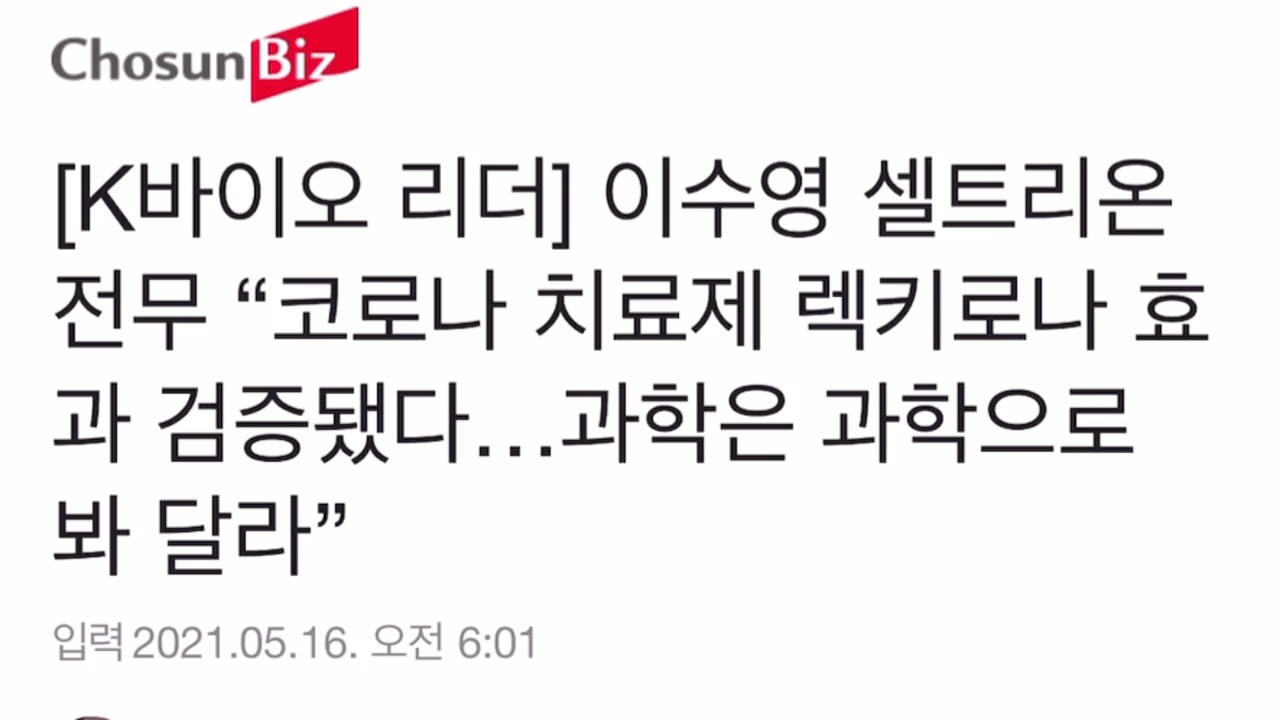 ChosunBiz
[K바이오 리더] 이수영 셀트리온
전무 “코로나 치료제 렉키로나 효
과 검증됐다…과학은 과학으로
봐 달라”
입력 2021.05.16. 오전 6:01